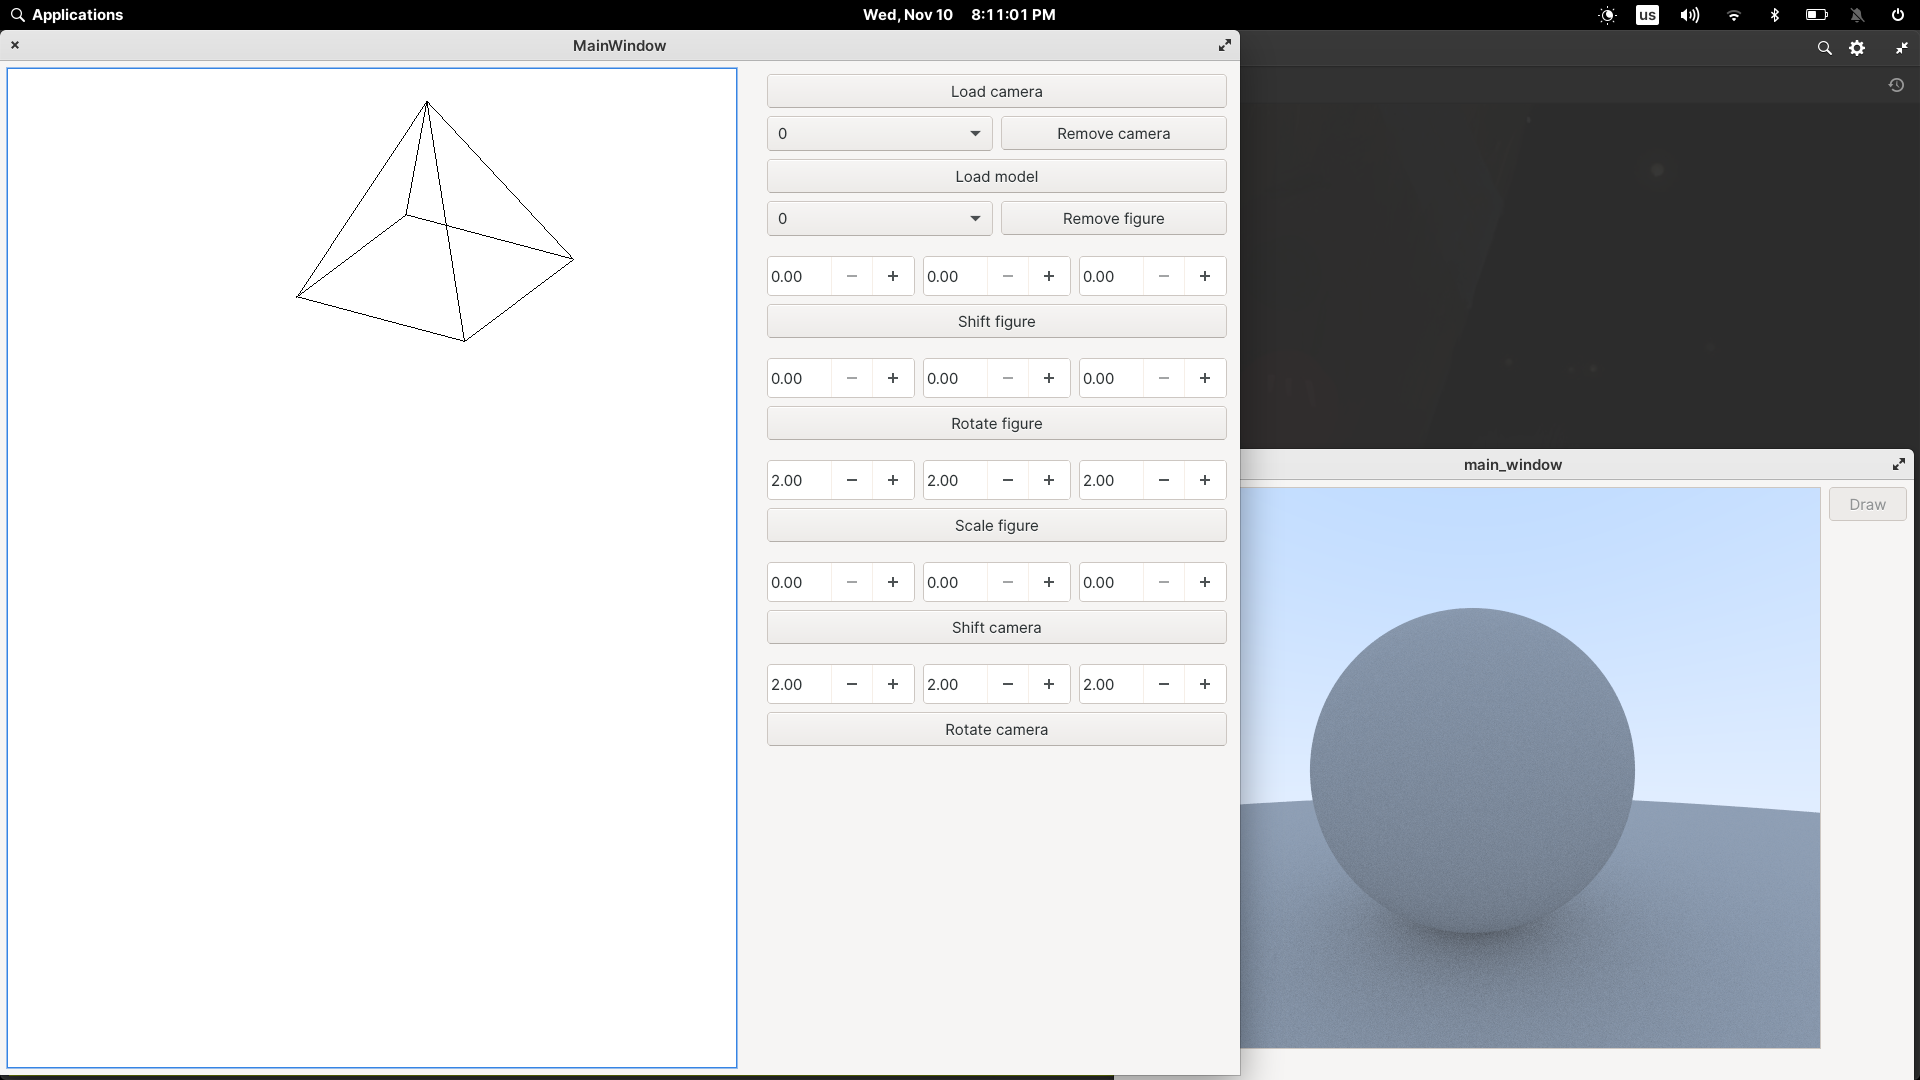 Applications Wed, Nov 10 8:11:01 PM us
MainWindow
Load camera
0 Remove camera
Load model
0 Remove figure
0.00 0.00 0.00
Shift figure
0.00 0.00 0.00
Rotate figure
2.00 2.00 2.00
Scale figure
0.00 0.00 0.00
Shift camera
2.00 2.00 2.00
Rotate camera
main_window
Draw